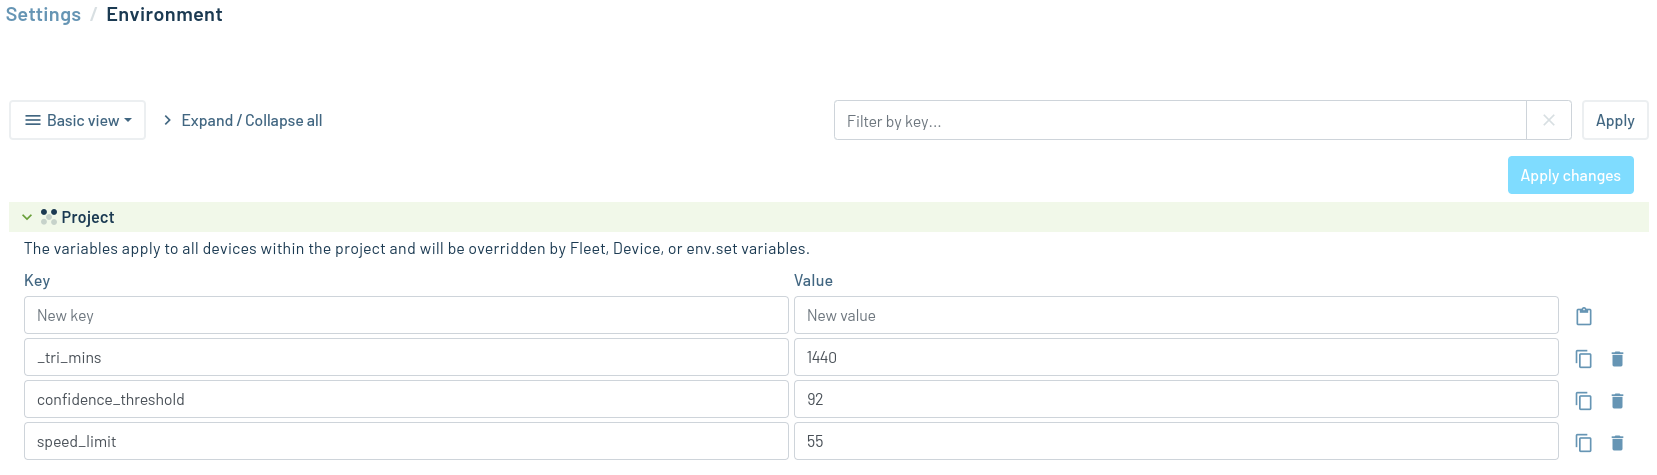 Settings / Environment
Basic view Expand / Collapse all Filter by key... Apply
Apply changes
Project
The variables apply to all devices within the project and will be overridden by Fleet, Device, or env.set variables.
Key Value
New key New value
_tri_mins 1440
confidence_threshold 92
speed_limit 55